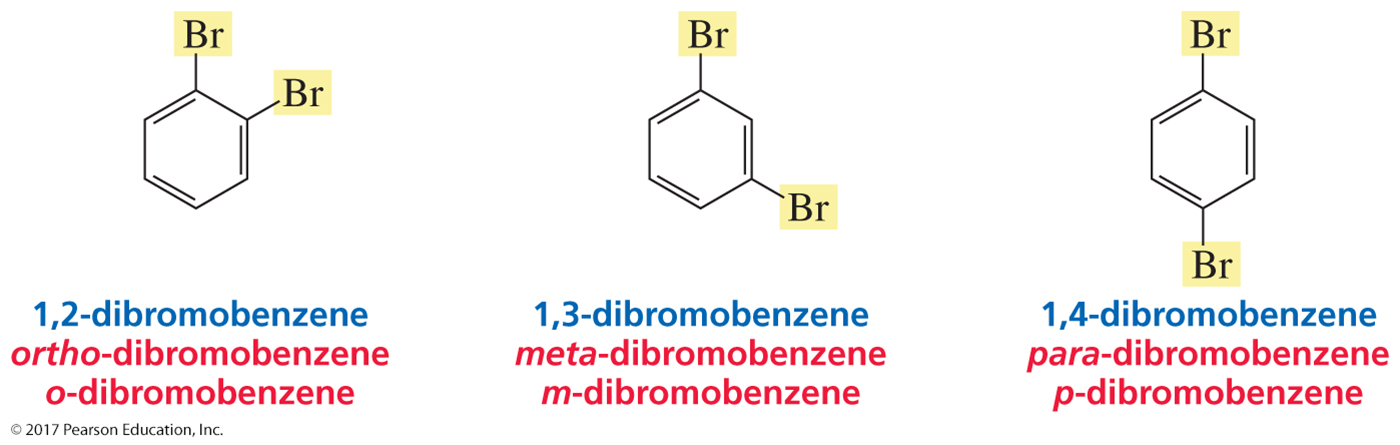 Br
Br
1,2-dibromobenzene
ortho-dibromobenzene
o-dibromobenzene
Br
Br
1,3-dibromobenzene
meta-dibromobenzene
m-dibromobenzene
Br
Br
1,4-dibromobenzene
para-dibromobenzene
p-dibromobenzene
© 2017 Pearson Education, Inc.